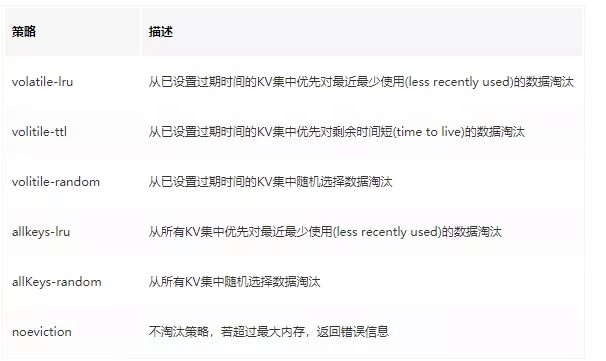 策略 描述
volatile-lru 从已设置过期时间的KV集中优先对最近最少使用(less recently used)的数据淘汰
volitile-ttl 从已设置过期时间的KV集中优先对剩余时间短(time to live)的数据淘汰
volitile-random 从已设置过期时间的KV集中随机选择数据淘汰
allkeys-lru 从所有KV集中优先对最近最少使用(less recently used)的数据淘汰
allKeys-random 从所有KV集中随机选择数据淘汰
noeviction 不淘汰策略，若超过最大内存，返回错误信息